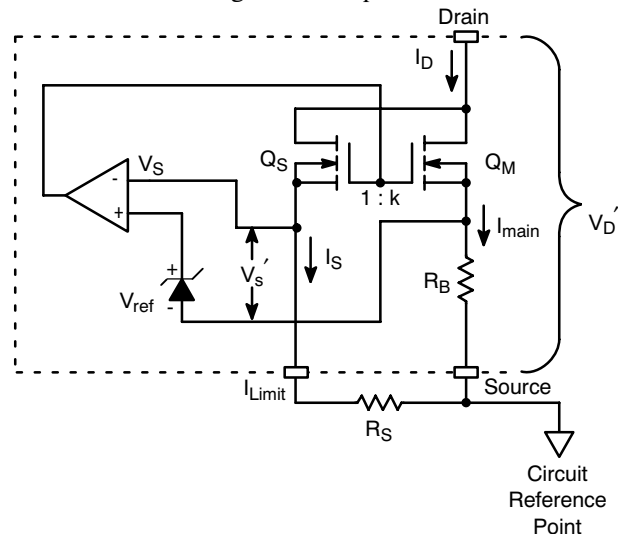 Drain
I_D
V_S
Q_S
Q_M
-
+
1 : k
I_main
V_D'
+
V_s'
I_S
R_B
V_ref
-
I_Limit
Source
R_S
Circuit
Reference
Point